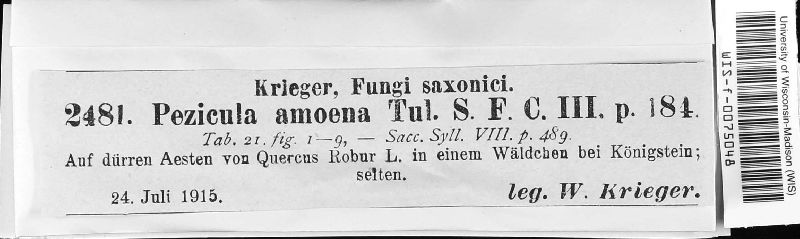 Krieger, Fungi saxonici.
2481. Pezicula amoena Tul. S. F. C. III. p. 184.
Tab. 21. fig. 1—9, — Sacc. Syll. VIII. p. 489.
Auf dürren Aesten von Quercus Robur L. in einem Wäldchen bei Königstein;
selten.
24. Juli 1915.
leg. W. Krieger.
University of Wisconsin-Madison (WIS)
WIS-f-0075048